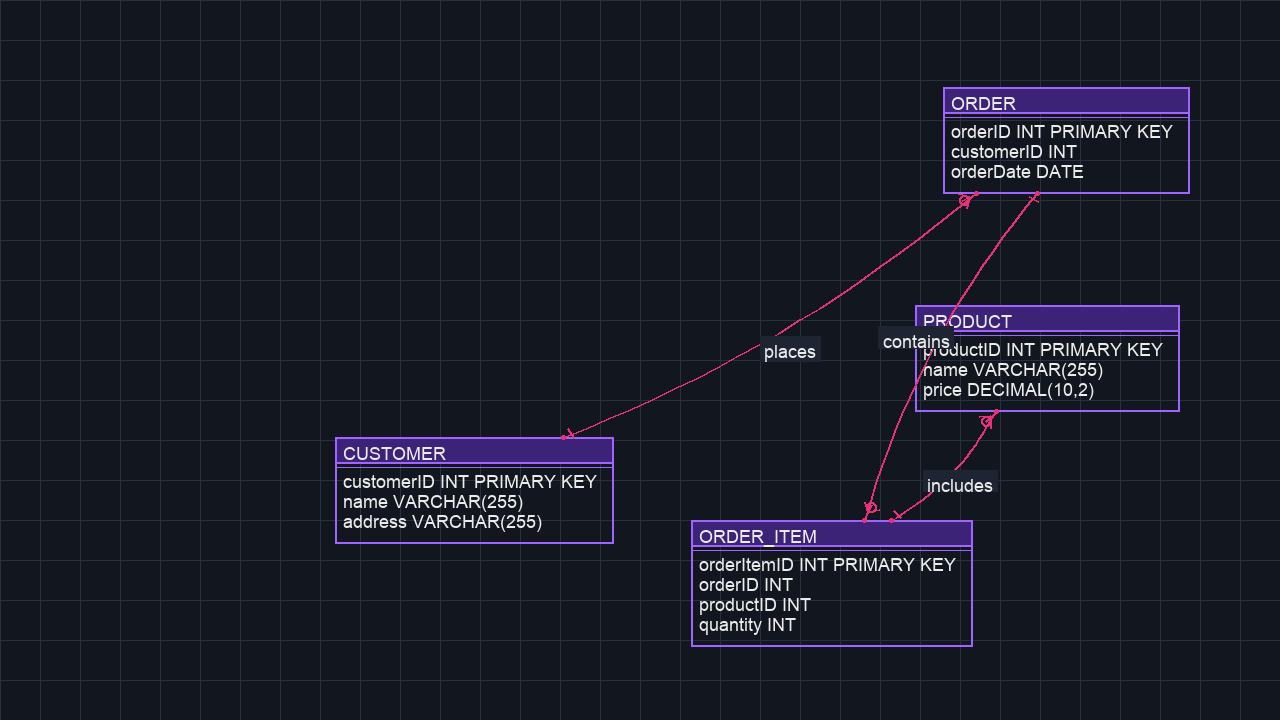 ORDER
orderID INT PRIMARY KEY
customerID INT
orderDate DATE
PRODUCT
productID INT PRIMARY KEY
name VARCHAR(255)
price DECIMAL(10,2)
contains
places
CUSTOMER
customerID INT PRIMARY KEY
name VARCHAR(255)
address VARCHAR(255)
includes
ORDER_ITEM
orderItemID INT PRIMARY KEY
orderID INT
productID INT
quantity INT